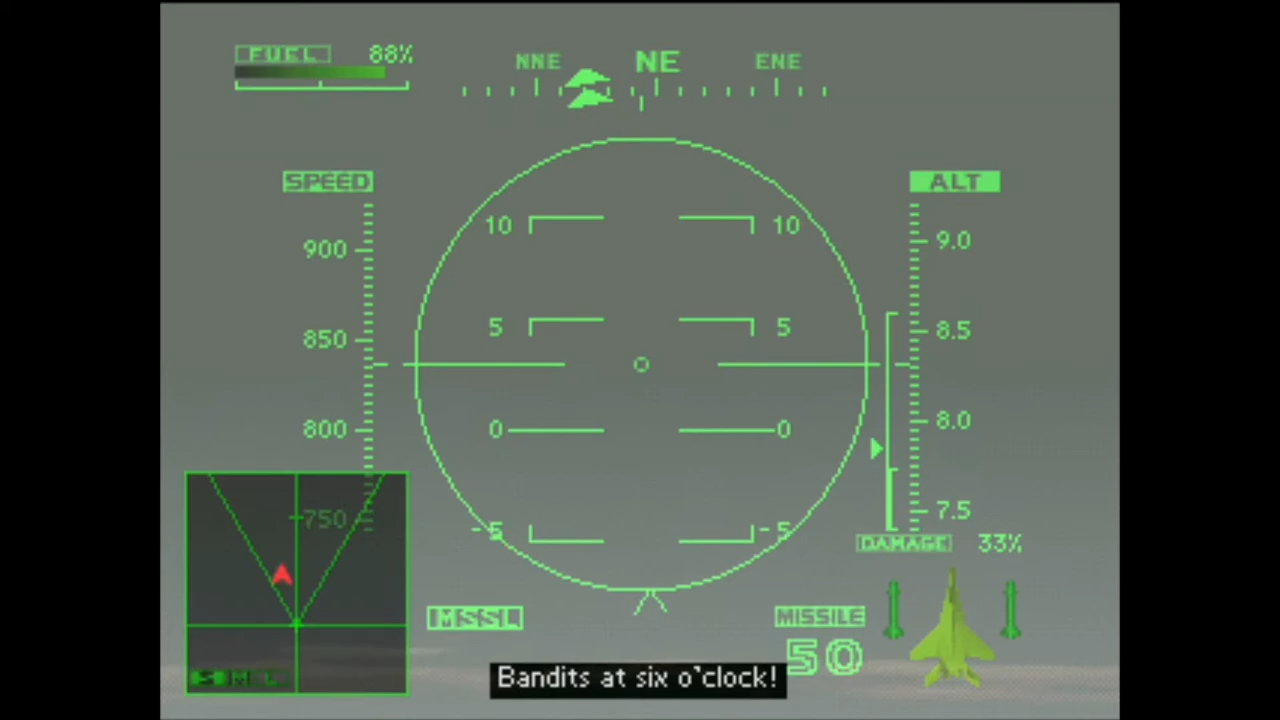 FUEL 88%
NNE NE ENE
SPEED
ALT
10 10
900
9.0
5 5
850
8.5
800
0 0
8.0
750
7.5
-5 -5
DAMAGE 33%
MSSL
MISSILE
50
S M L
Bandits at six o'clock!